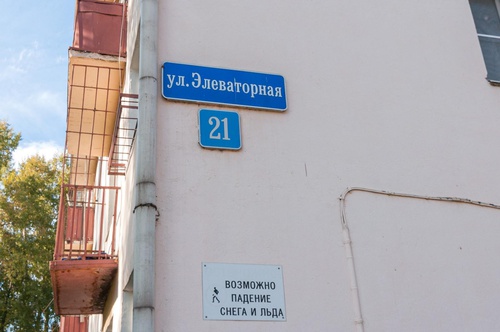 ул. Элеваторная
21
ВОЗМОЖНО
ПАДЕНИЕ
СНЕГА И ЛЬДА